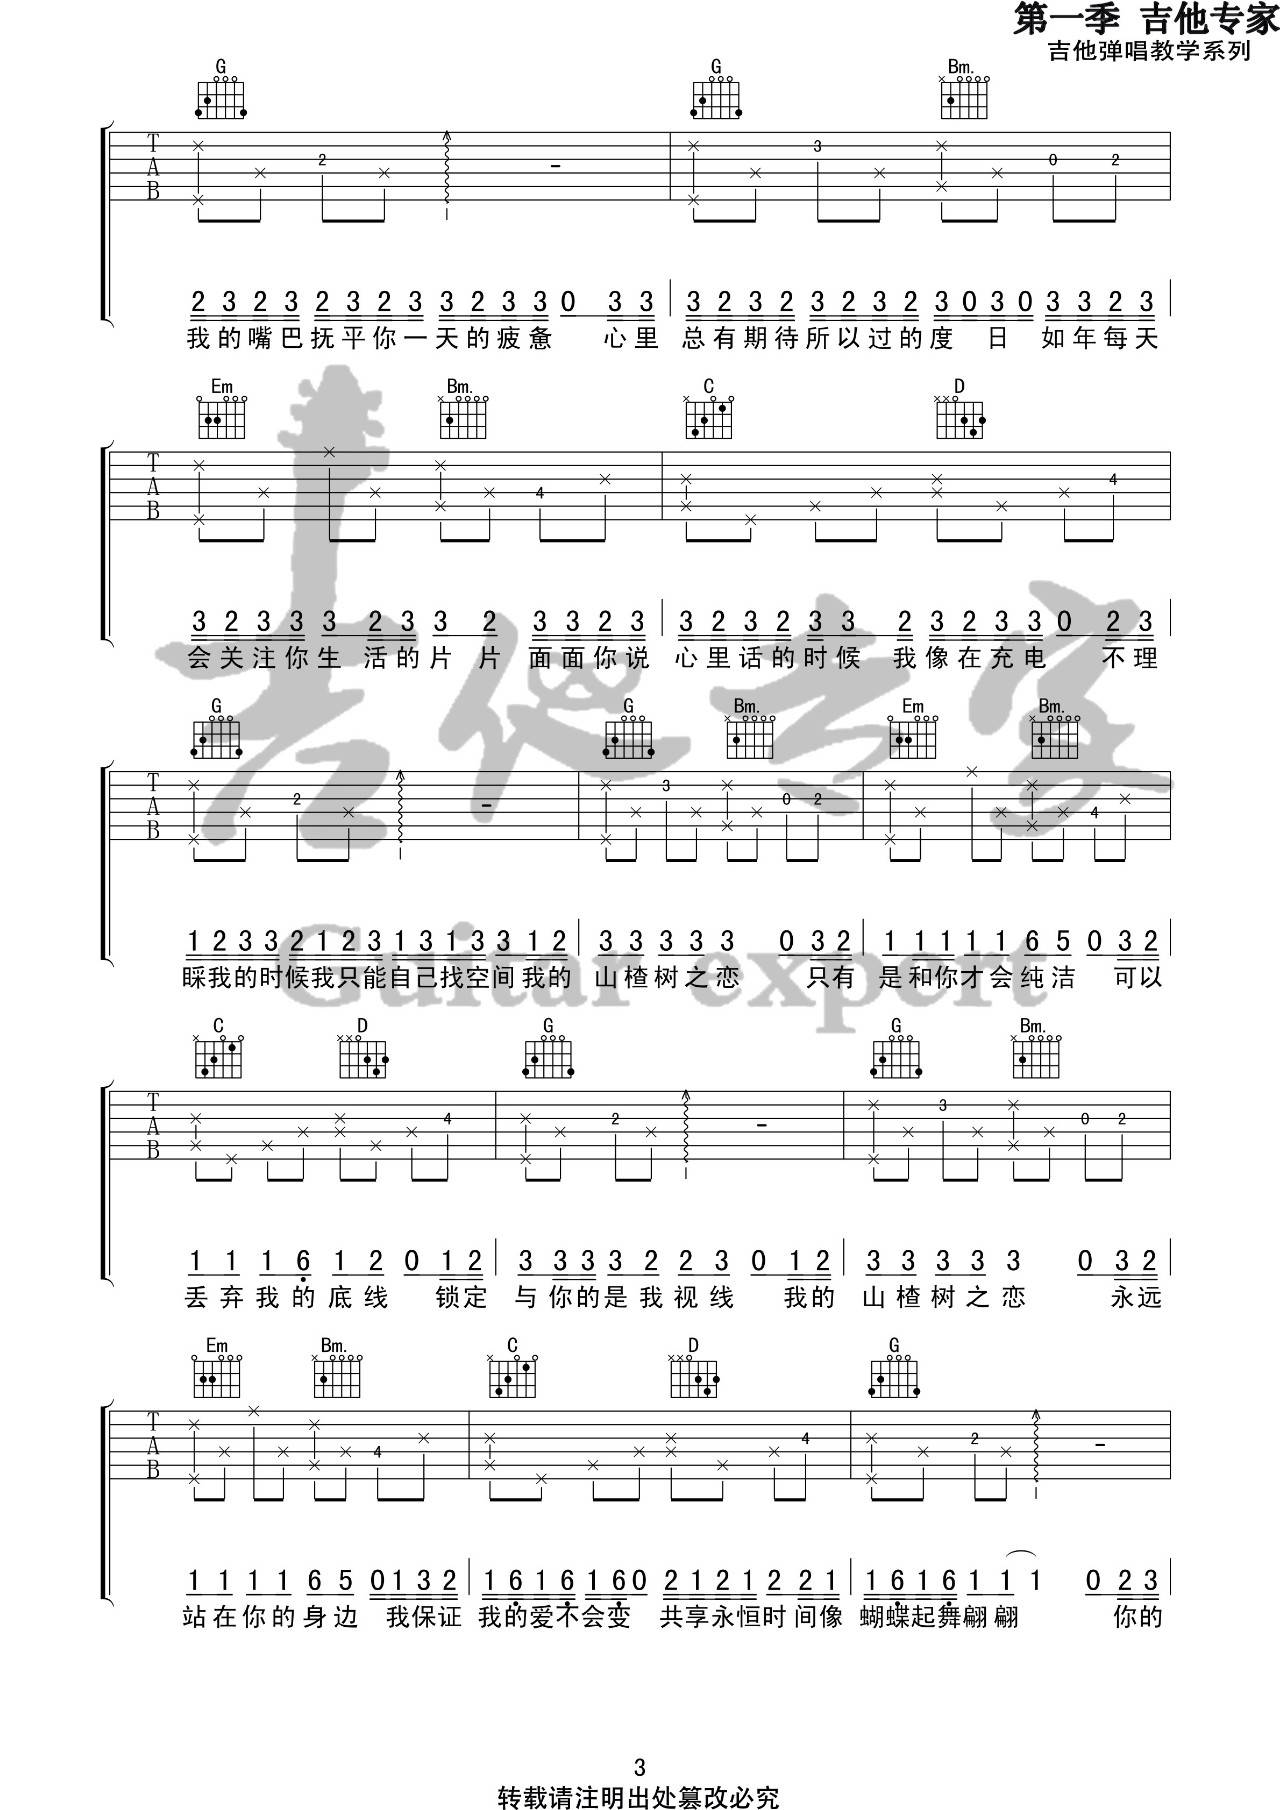 第一季 吉他专家
吉他弹唱教学系列
G G Bm.
T A B 2 3 0 2
2 3 2 3 2 3 2 3 3 2 3 3 0 3 3 3 2 3 2 3 2 3 2 3 0 3 0 3 3 2 3
我的嘴巴抚平你一天的疲惫 心里 总有期待所以过的度 日 如年每天
Em Bm. C D
T A B 4 4
3 2 3 3 3 2 3 3 2 3 3 2 3 3 2 3 2 3 3 2 3 2 3 3 0 2 3
会关注你生 活的片 片 面面你说 心里话的时候 我像在充电 不理
G G Bm. Em Bm.
T A B 2 3 0 2 4
1 2 3 3 2 1 2 3 1 3 1 3 3 1 2 3 3 3 3 3 0 3 2 1 1 1 1 1 6 5 0 3 2
睬我的时候我只能自己找空间我的 山楂树之恋 只有 是和你才会纯洁 可以
C D G G Bm.
T A B 4 2 3 0 2
1 1 1 6 1 2 0 1 2 3 3 3 3 2 2 3 0 1 2 3 3 3 3 3 0 3 2
丢弃我的底线 锁定 与你的是我视线 我的 山楂树之恋 永远
Em Bm. C D G
T A B 4 4 2
1 1 1 1 6 5 0 1 3 2 1 6 1 6 1 6 0 2 1 2 1 2 2 1 1 6 1 6 1 1 1 0 2 3
站在你的身边 我保证 我的爱不会变 共享永恒时间像 蝴蝶起舞翩翩 你的
吉他专家
Guitar expert
3
转载请注明出处篡改必究